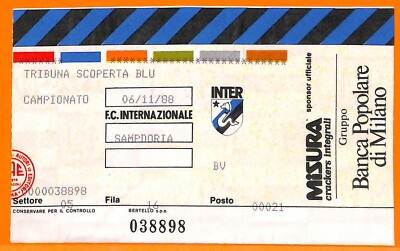 TRIBUNA SCOPERTA BLU
CAMPIONATO
06/11/88
INTER
F.C. INTERNAZIONALE
SAMPDORIA
BV
000038898
Settore
05
Fila
16
Posto
00021
CONSERVARE PER IL CONTROLLO
BERTELLO S.P.A.
038898
MISURA
crackers integrali
sponsor ufficiale
Gruppo
Banca Popolare
di Milano